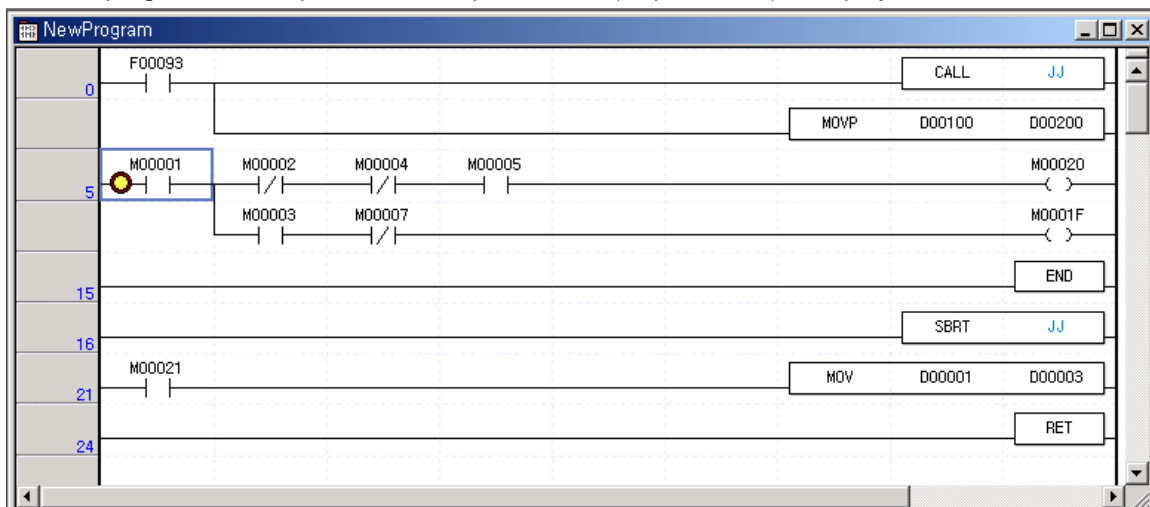 NewProgram
F00093
0
CALL JJ
MOVP D00100 D00200
M00001 M00002 M00004 M00005 M00020
5
M00003 M00007 M0001F
END
15
SBRT JJ
16
M00021
21
MOV D00001 D00003
RET
24